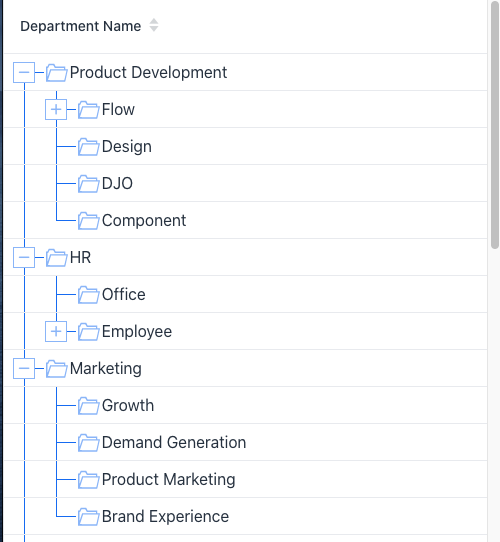 Department Name
Product Development
Flow
Design
DJO
Component
HR
Office
Employee
Marketing
Growth
Demand Generation
Product Marketing
Brand Experience